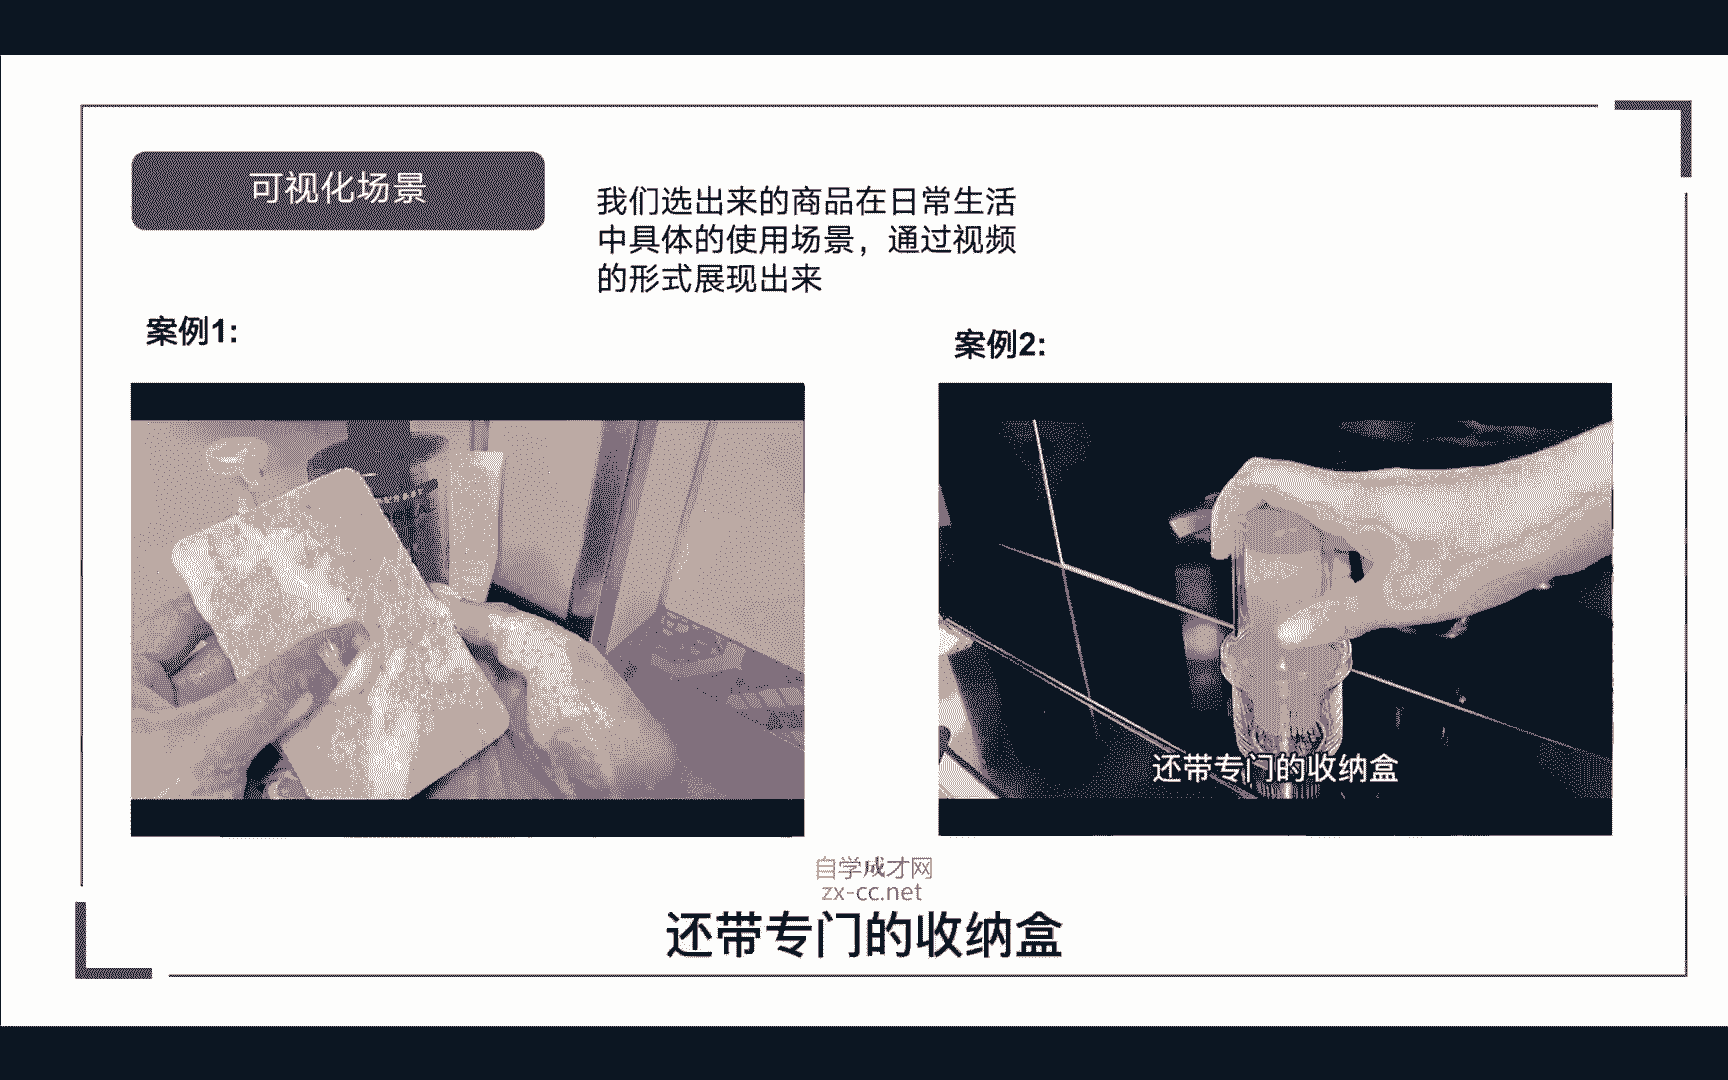 可视化场景
我们选出来的商品在日常生活
中具体的使用场景，通过视频
的形式展现出来
案例1:
案例2:
还带专门的收纳盒
自学成才网
zx-cc.net
还带专门的收纳盒